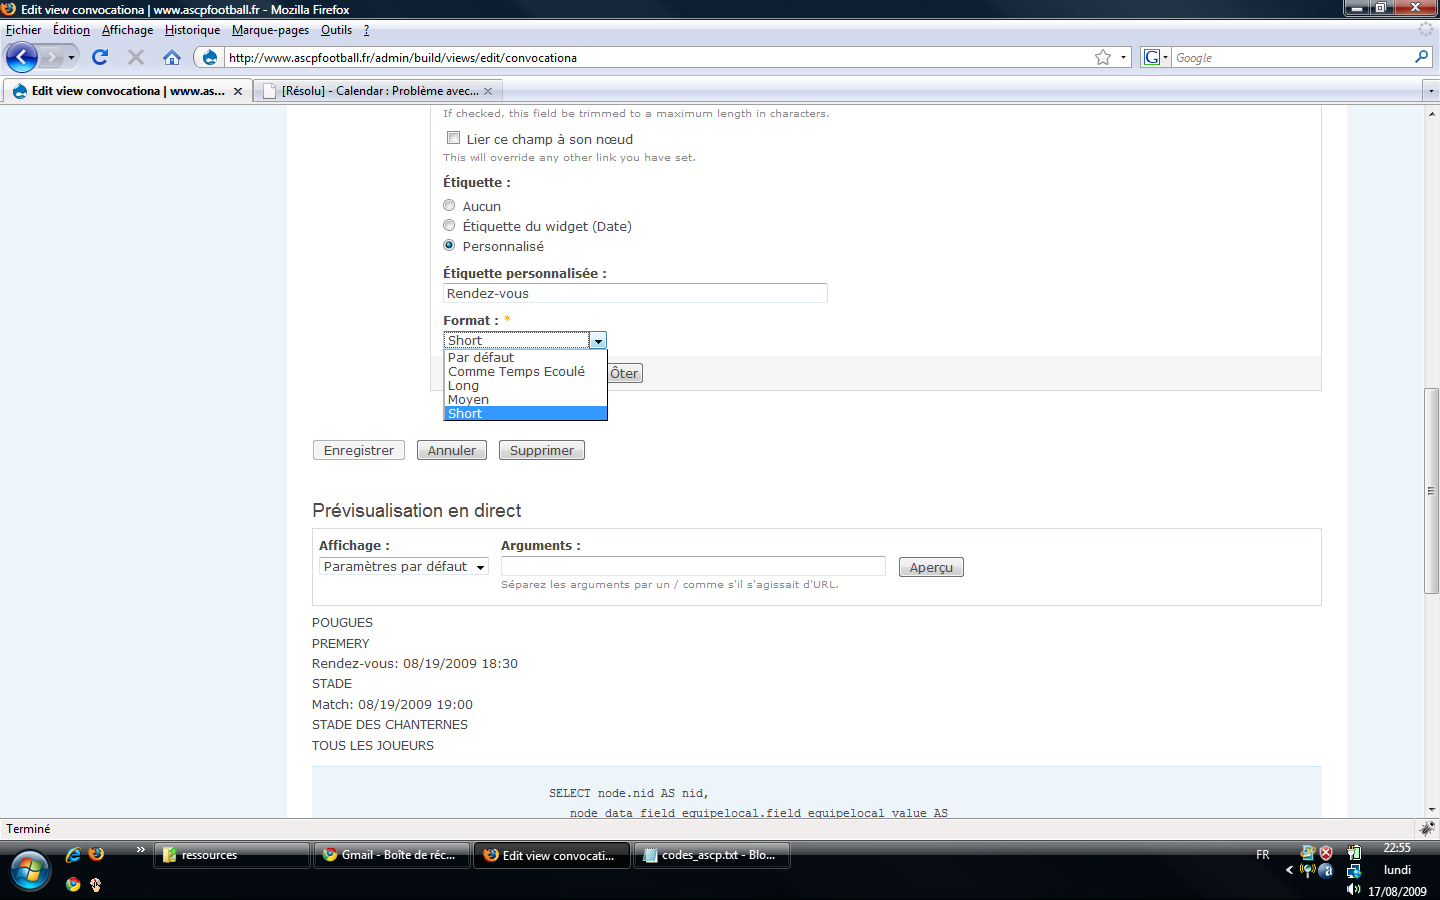 Edit view convocationa | www.ascpfootball.fr - Mozilla Firefox
Fichier Édition Affichage Historique Marque-pages Outils ?
http://www.ascpfootball.fr/admin/build/views/edit/convocationa
Google
Edit view convocationa | www.as...
[Résolu] - Calendar : Problème avec...
If checked, this field be trimmed to a maximum length in characters.
Lier ce champ à son nœud
This will override any other link you have set.
Étiquette :
Aucun
Étiquette du widget (Date)
Personnalisé
Étiquette personnalisée :
Rendez-vous
Format : *
Short
Par défaut
Comme Temps Ecoulé
Long
Moyen
Short
Ôter
Enregistrer Annuler Supprimer
Prévisualisation en direct
Affichage : Arguments :
Paramètres par défaut Aperçu
Séparez les arguments par un / comme s'il s'agissait d'URL.
POUGUES
PREMERY
Rendez-vous: 08/19/2009 18:30
STADE
Match: 08/19/2009 19:00
STADE DES CHANTERNES
TOUS LES JOUEURS
SELECT node.nid AS nid,
node_data_field_equipelocal.field_equipelocal_value AS
Terminé
ressources
Gmail - Boîte de réc...
Edit view convocati...
codes_ascp.txt - Blo...
FR
22:55
lundi
17/08/2009